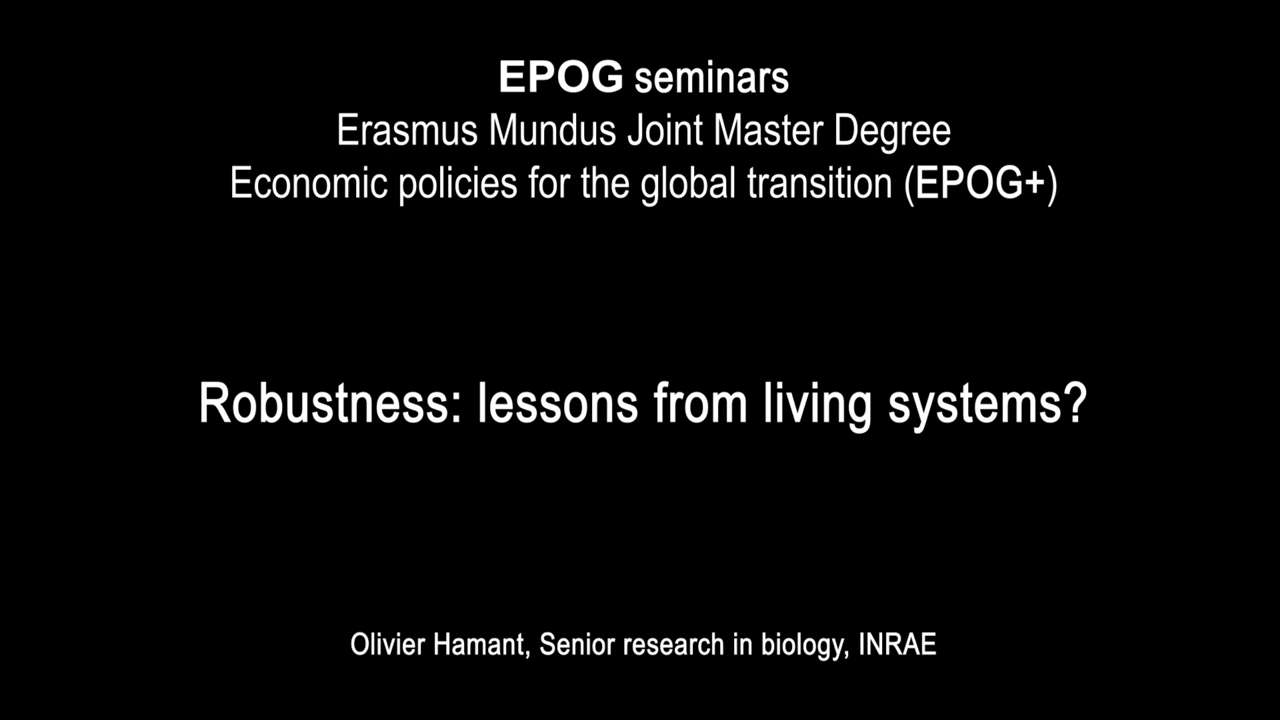 EPOG seminars
Erasmus Mundus Joint Master Degree
Economic policies for the global transition (EPOG+)
Robustness: lessons from living systems?
Olivier Hamant, Senior research in biology, INRAE